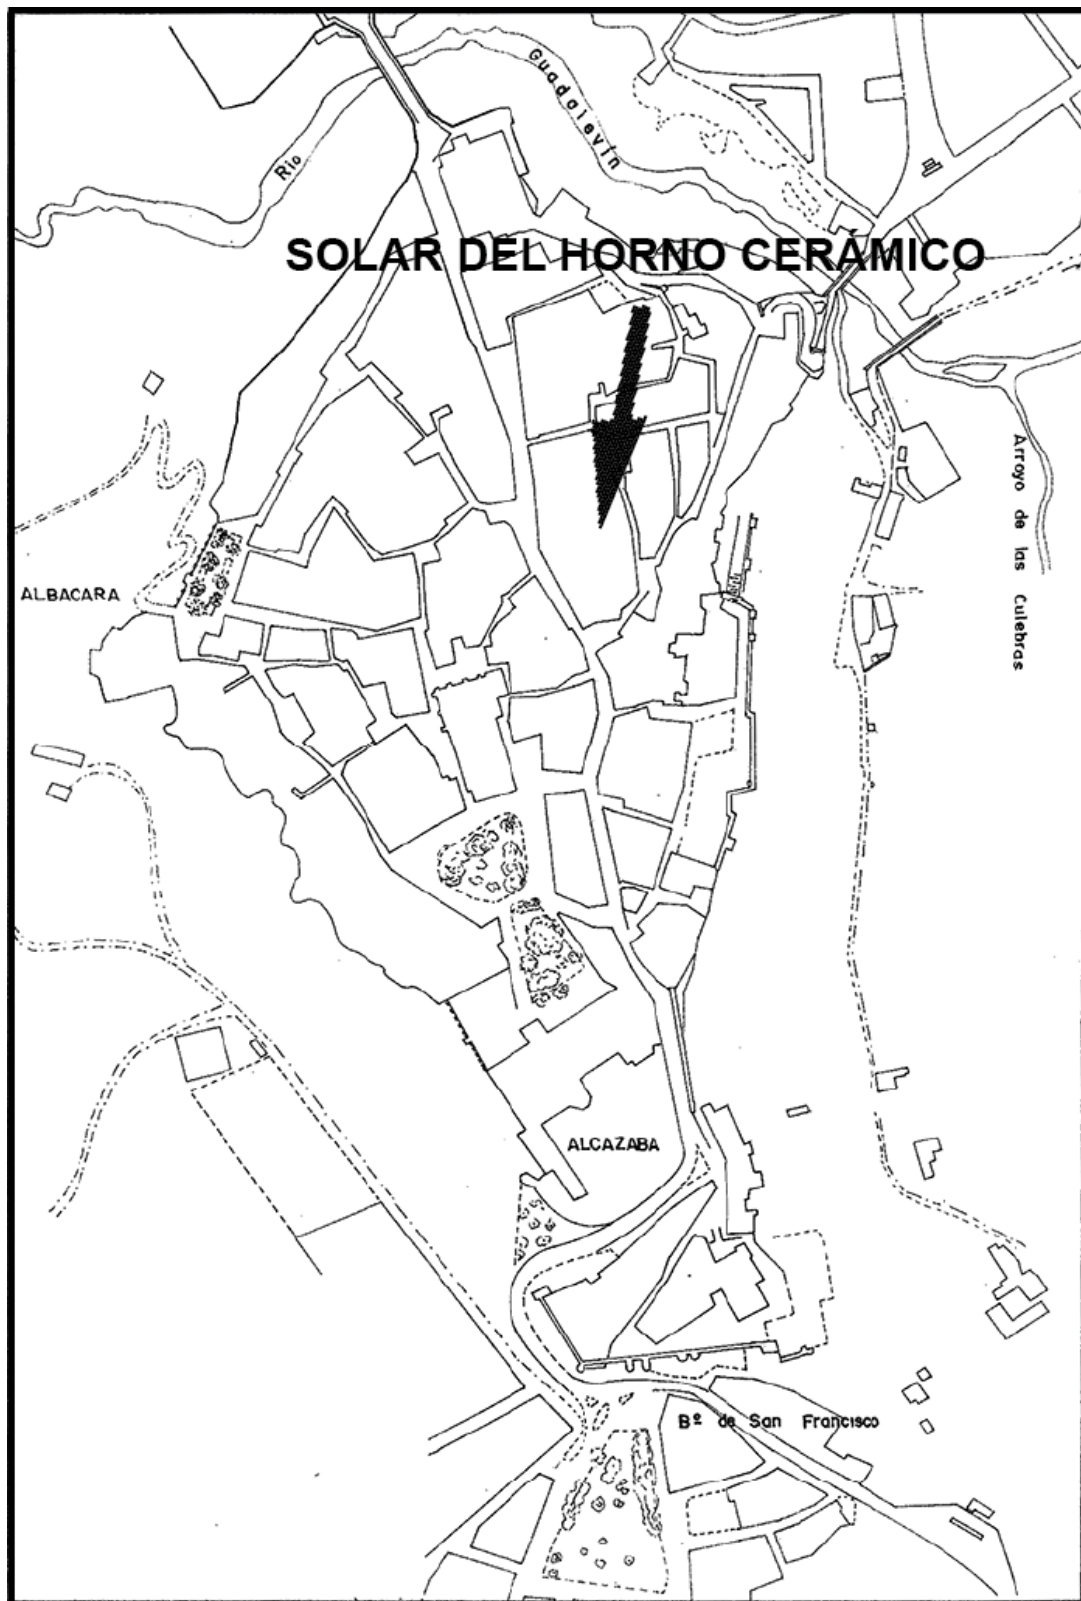 Guadalevín
Río
SOLAR DEL HORNO CERÁMICO
Arroyo de las Culebras
ALBACARA
ALCAZABA
Bº de San Francisco